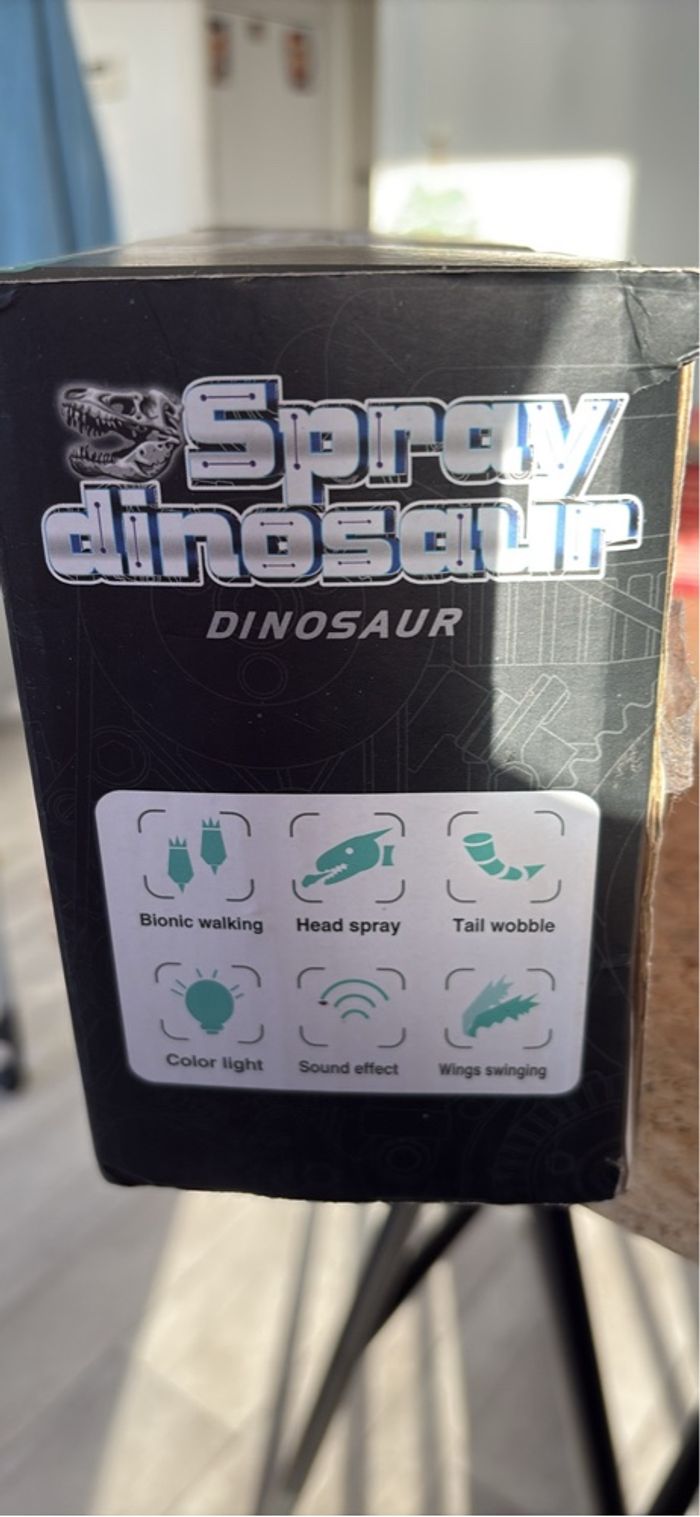 Spray
dinosaur
DINOSAUR
Bionic walking
Head spray
Tail wobble
Color light
Sound effect
Wings swinging